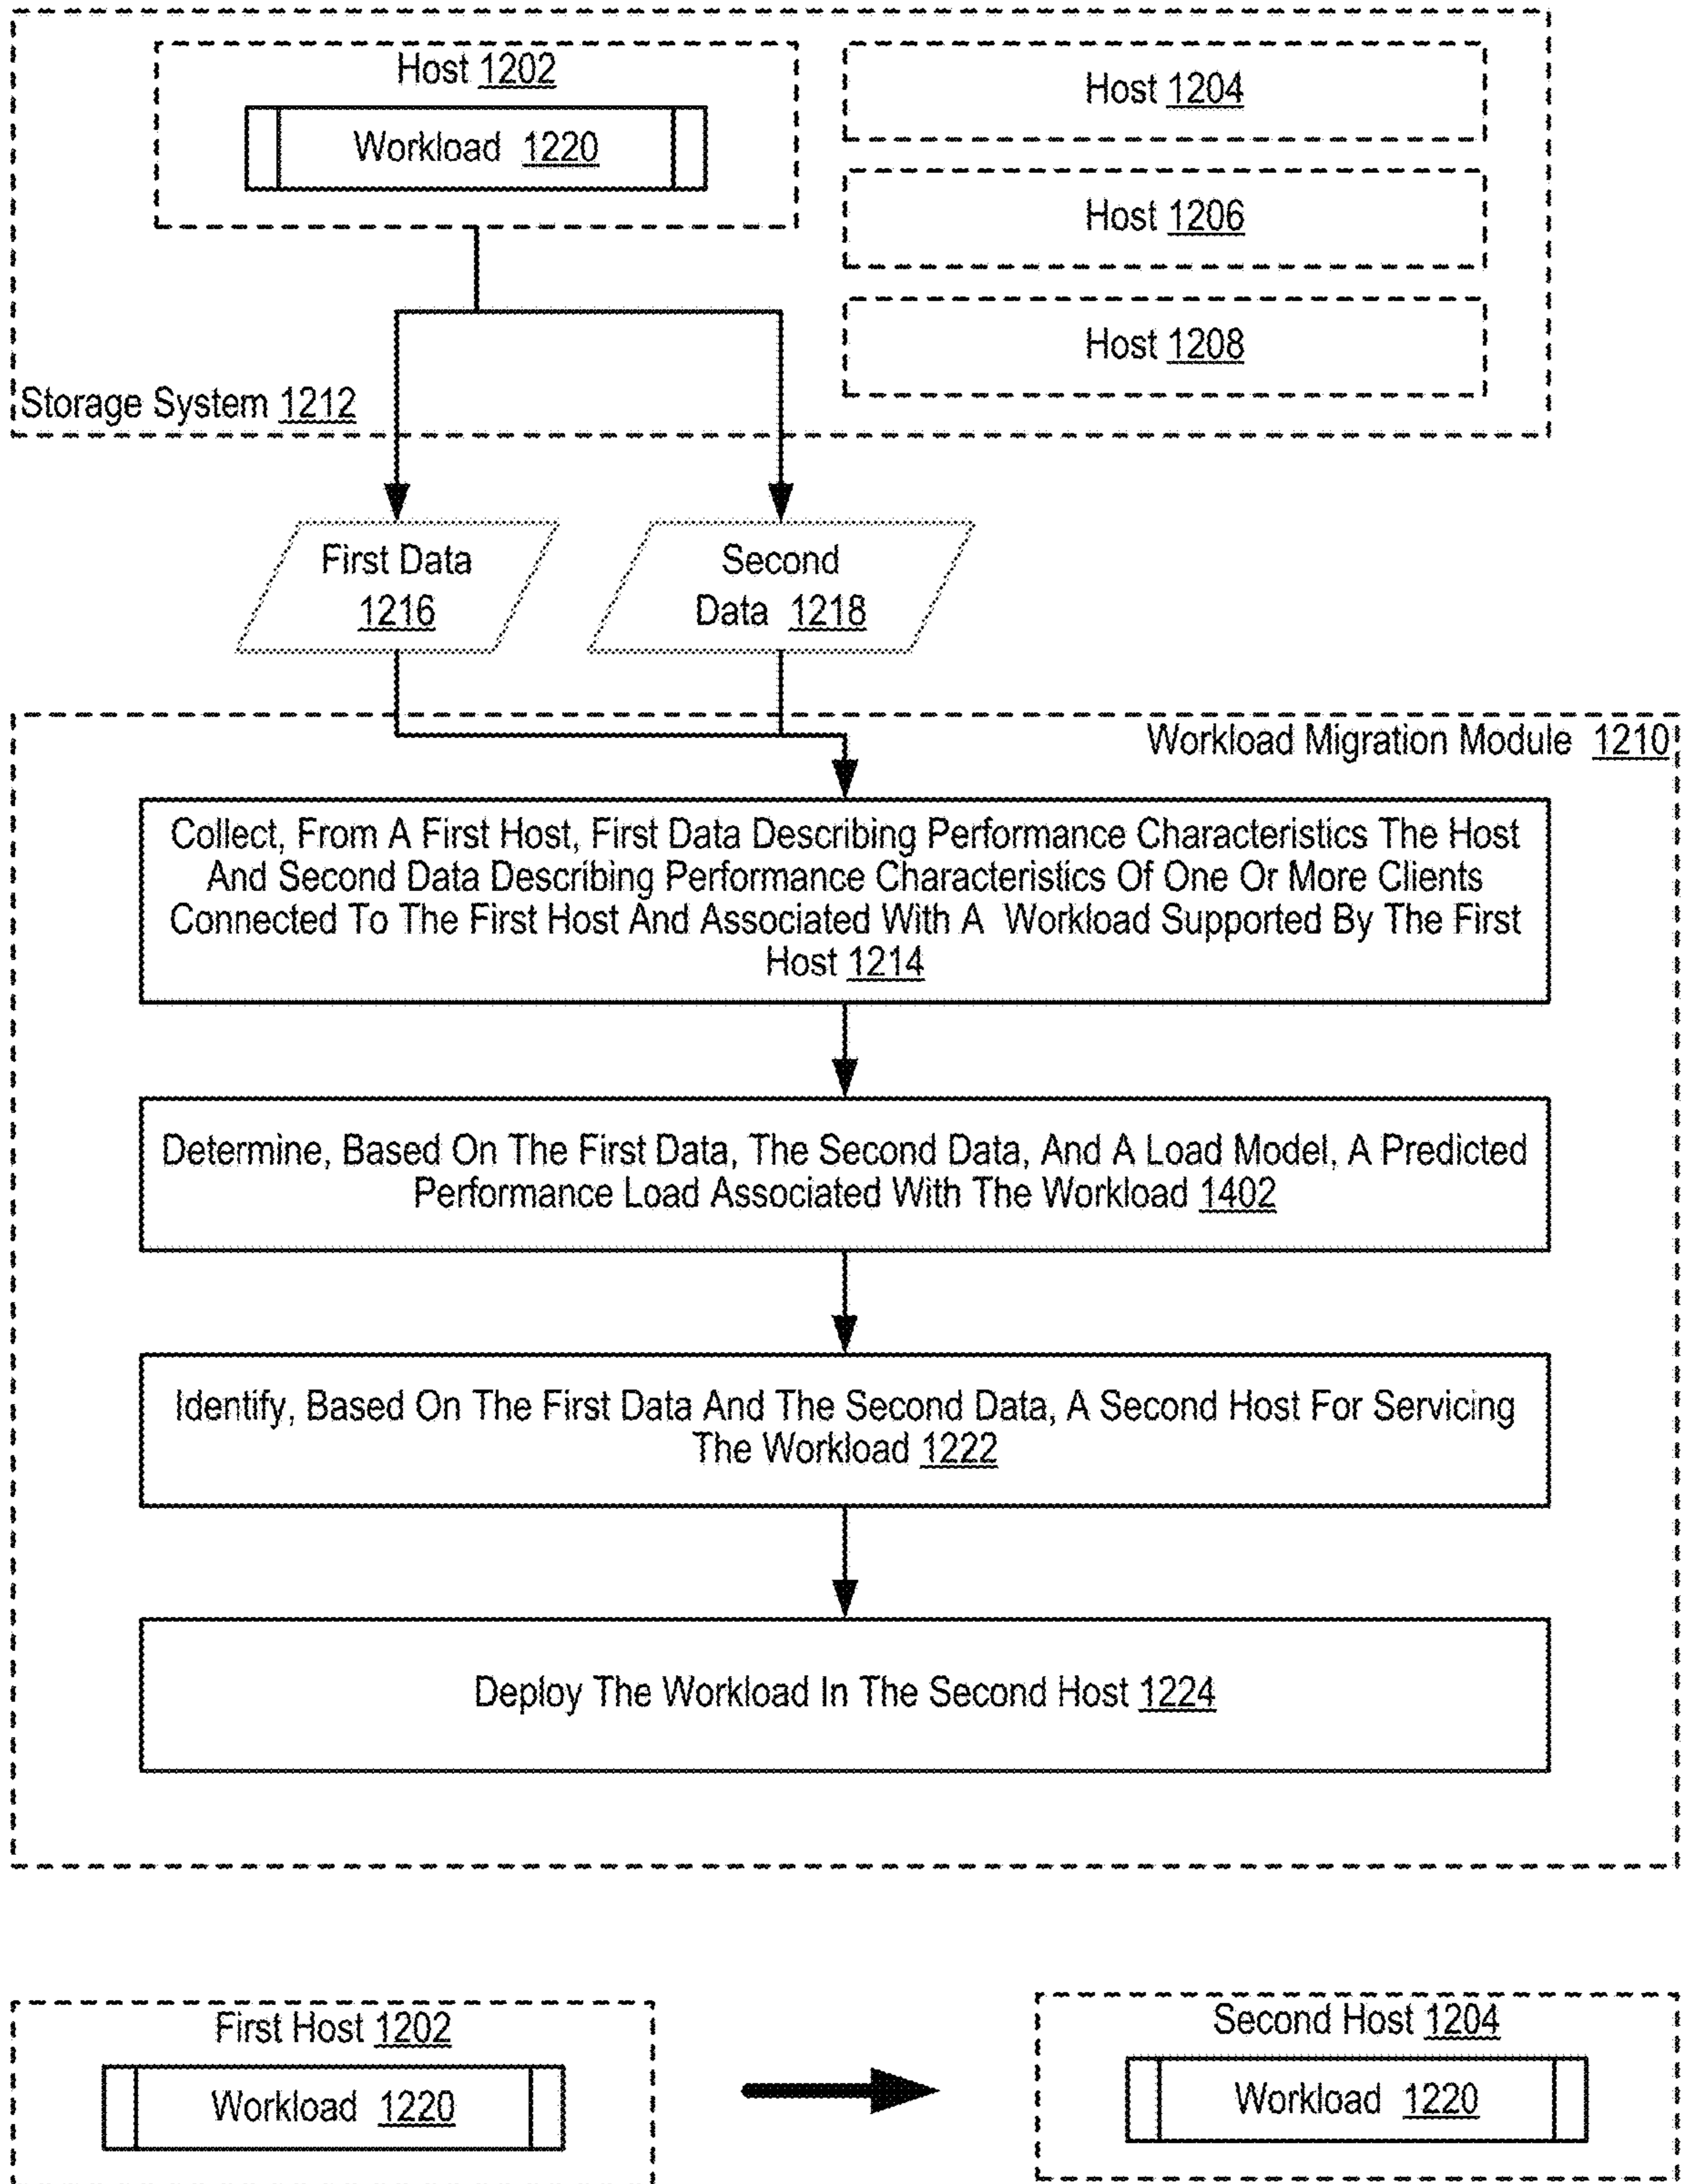 Host 1202
Workload 1220
Host 1204
Host 1206
Host 1208
Storage System 1212
First Data
1216
Second
Data 1218
Workload Migration Module 1210
Collect, From A First Host, First Data Describing Performance Characteristics The Host
And Second Data Describing Performance Characteristics Of One Or More Clients
Connected To The First Host And Associated With A Workload Supported By The First
Host 1214
Determine, Based On The First Data, The Second Data, And A Load Model, A Predicted
Performance Load Associated With The Workload 1402
Identify, Based On The First Data And The Second Data, A Second Host For Servicing
The Workload 1222
Deploy The Workload In The Second Host 1224
First Host 1202
Workload 1220
Second Host 1204
Workload 1220